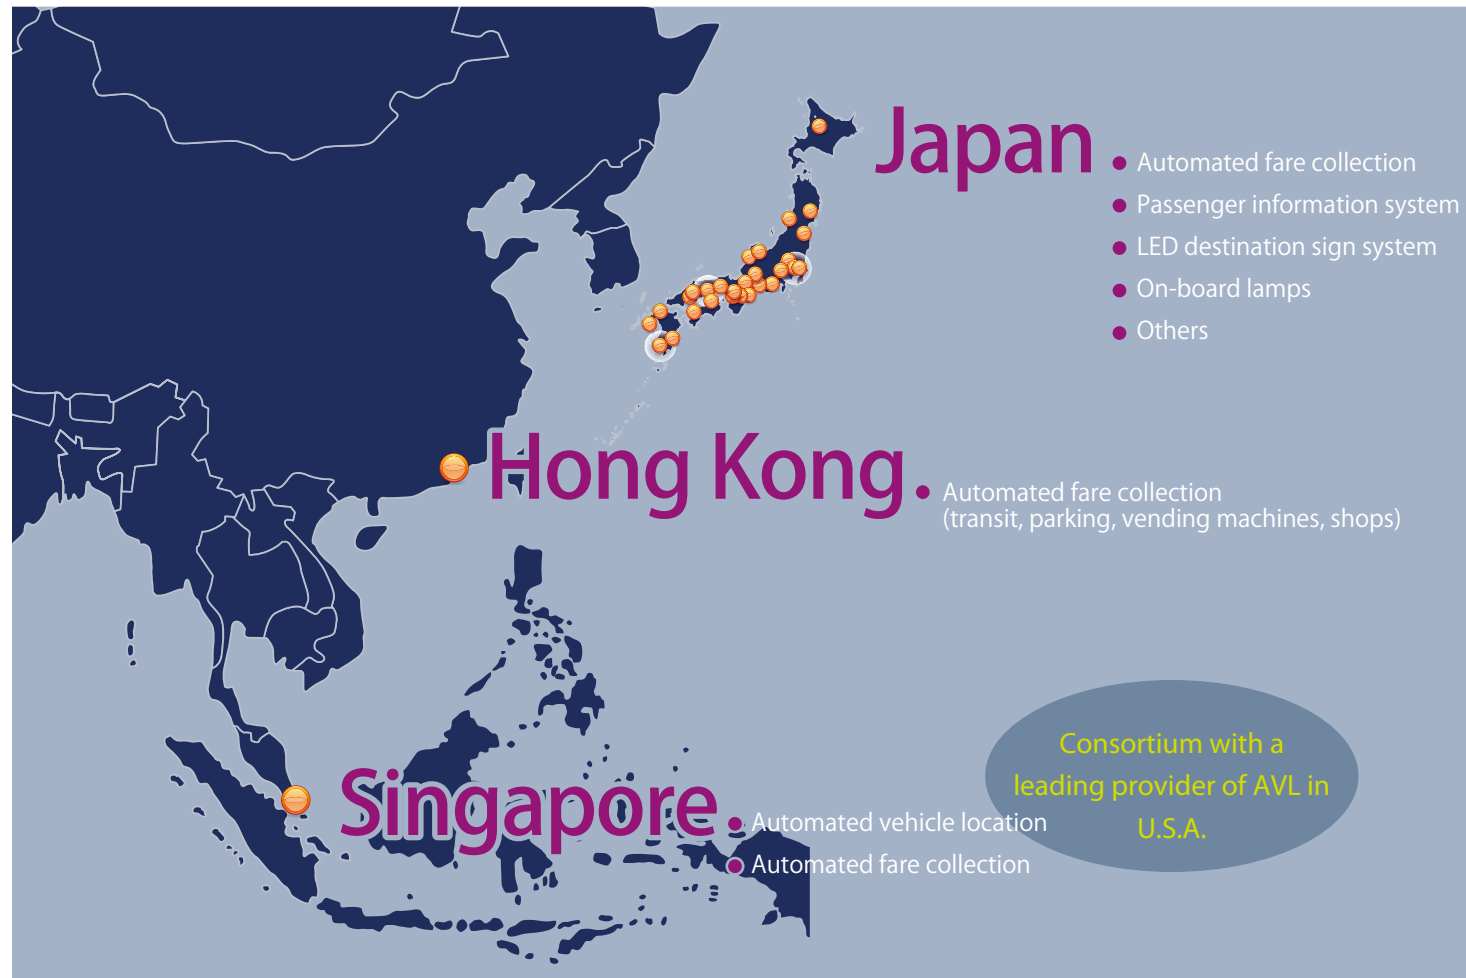 Japan
Automated fare collection
Passenger information system
LED destination sign system
On-board lamps
Others
Hong Kong
Automated fare collection
(transit, parking, vending machines, shops)
Consortium with a
leading provider of AVL in
U.S.A.
Singapore
Automated vehicle location
Automated fare collection